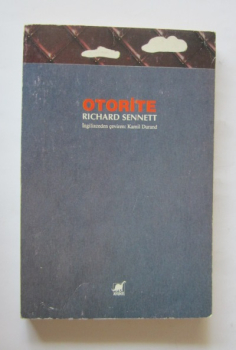 OTORİTE
RICHARD SENNETT
İngilizceden çeviren: Kamil Durand